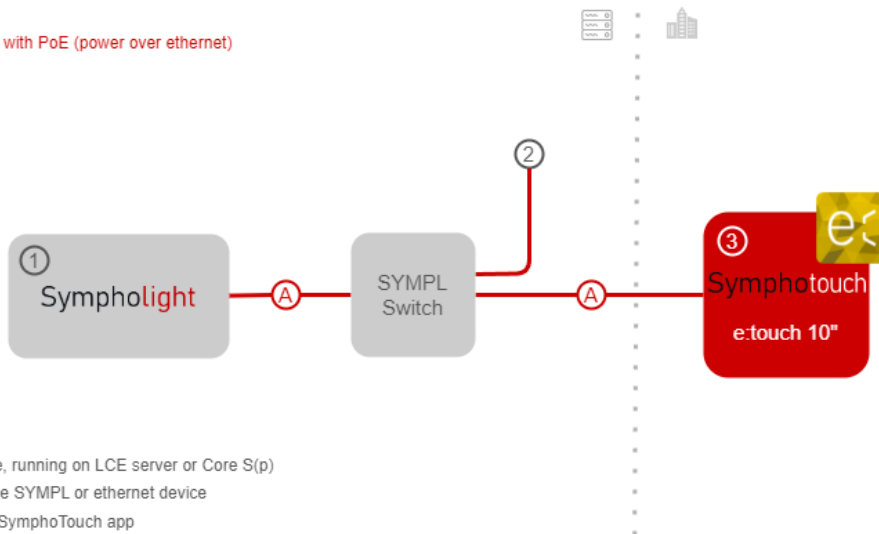 with PoE (power over ethernet)
2
1
Sympholight
A
SYMPL
Switch
A
3
e:
Symphotouch
e:touch 10"
, running on LCE server or Core S(p)
e SYMPL or ethernet device
SymphoTouch app